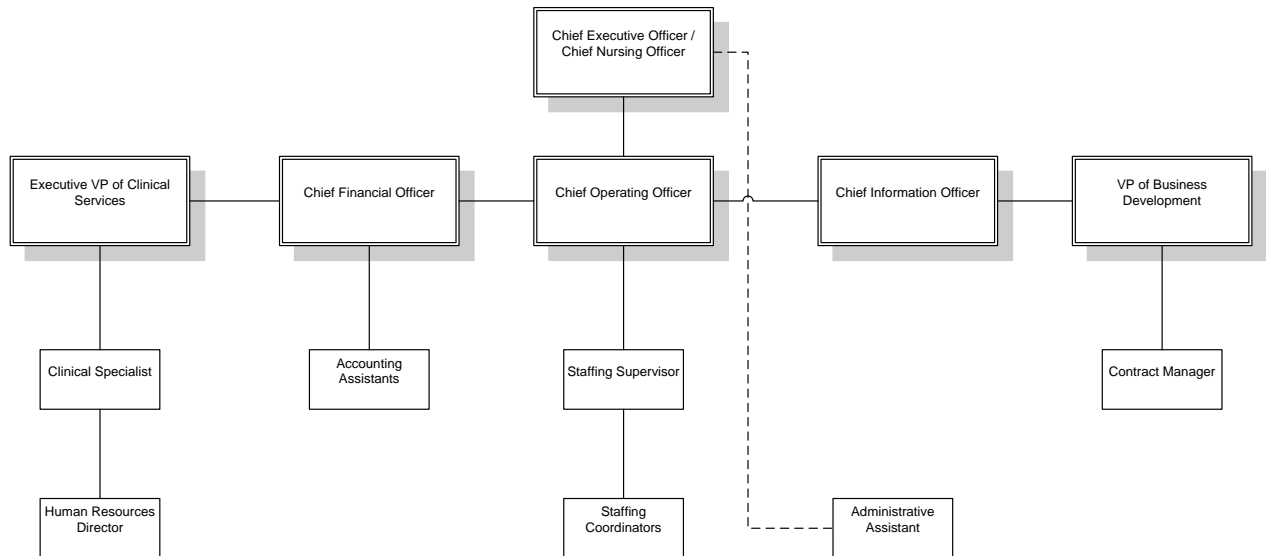 Chief Executive Officer /
Chief Nursing Officer
Executive VP of Clinical
Services
Chief Financial Officer
Chief Operating Officer
Chief Information Officer
VP of Business
Development
Clinical Specialist
Accounting
Assistants
Staffing Supervisor
Contract Manager
Human Resources
Director
Staffing
Coordinators
Administrative
Assistant